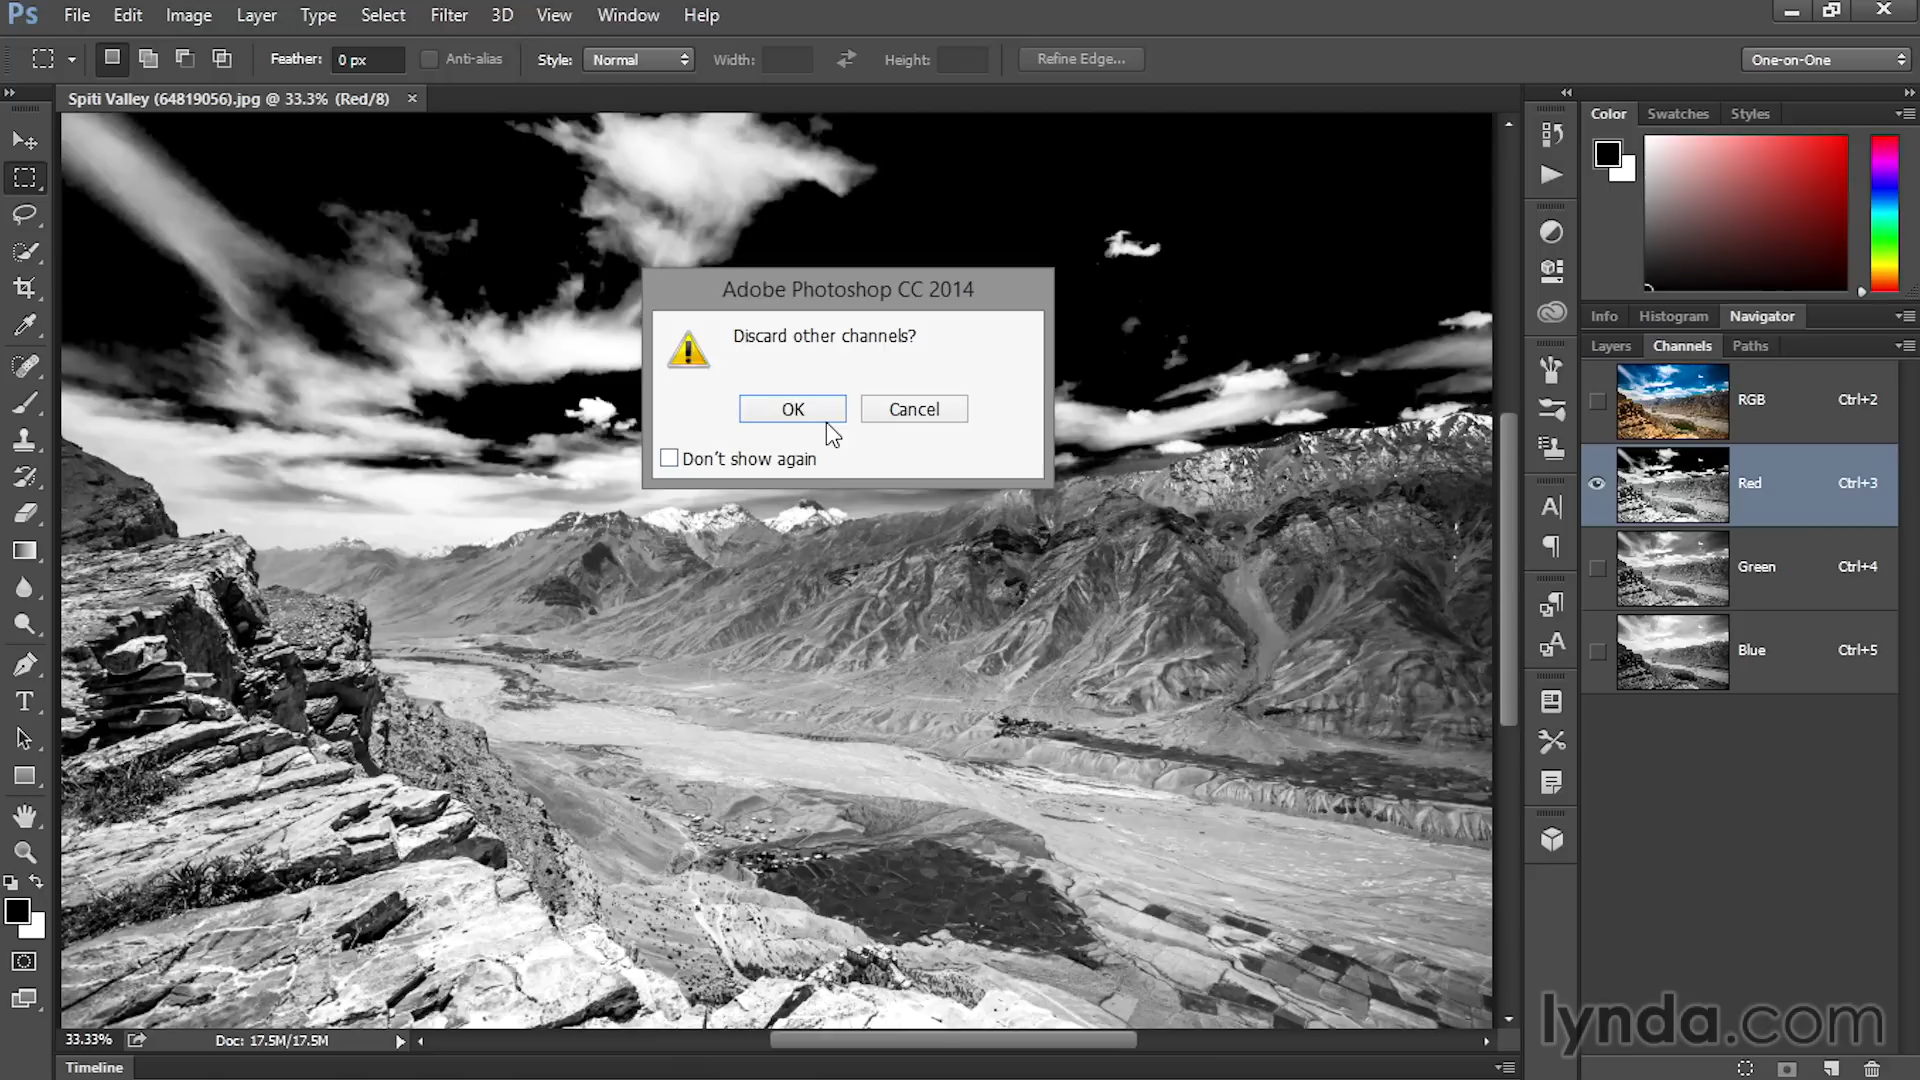 Ps File Edit Image Layer Type Select Filter 3D View Window Help
Feather: 0 px Anti-alias Style: Normal Width: Height: Refine Edge... One-on-One
Spiti Valley (64819056).jpg @ 33.3% (Red/8) ×
Color Swatches Styles
Adobe Photoshop CC 2014
Discard other channels?
OK Cancel
Don't show again
Info Histogram Navigator
Layers Channels Paths
RGB Ctrl+2
Red Ctrl+3
Green Ctrl+4
Blue Ctrl+5
33.33% Doc: 17.5M/17.5M
Timeline
lynda.com